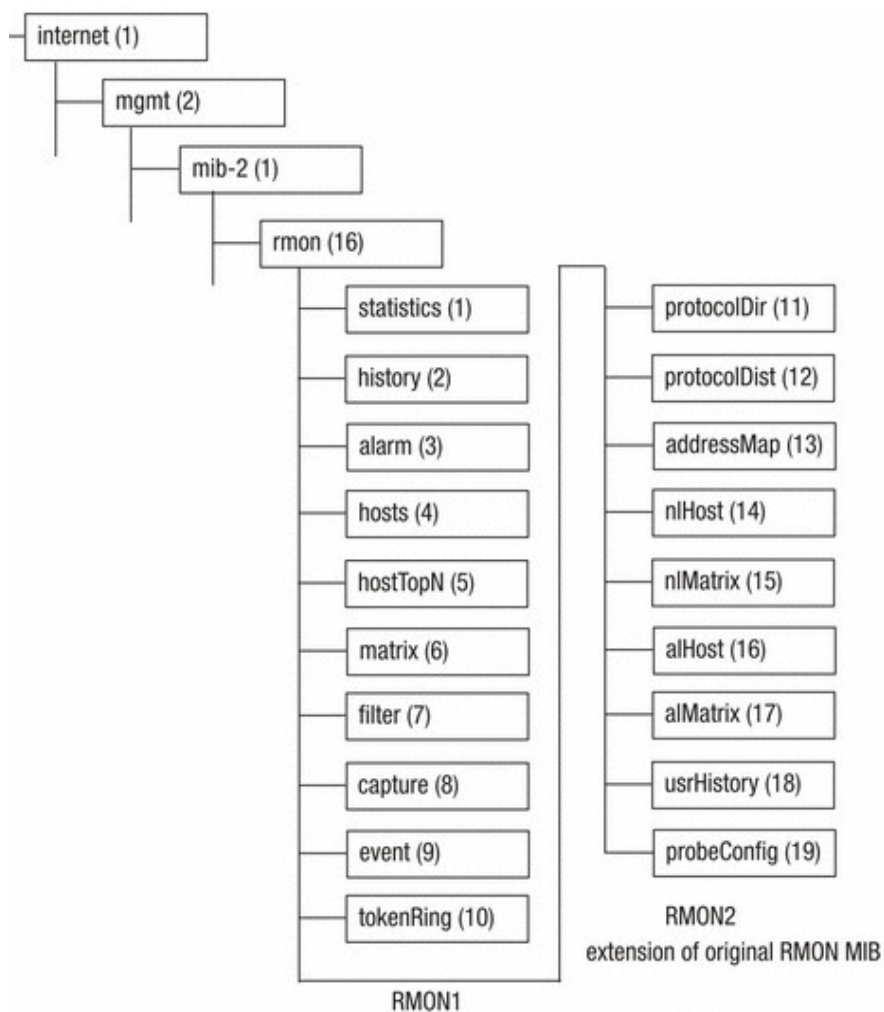 internet (1)
mgmt (2)
mib-2 (1)
rmon (16)
statistics (1)
history (2)
alarm (3)
hosts (4)
hostTopN (5)
matrix (6)
filter (7)
capture (8)
event (9)
tokenRing (10)
RMON1
protocolDir (11)
protocolDist (12)
addressMap (13)
nlHost (14)
nlMatrix (15)
alHost (16)
alMatrix (17)
usrHistory (18)
probeConfig (19)
RMON2
extension of original RMON MIB